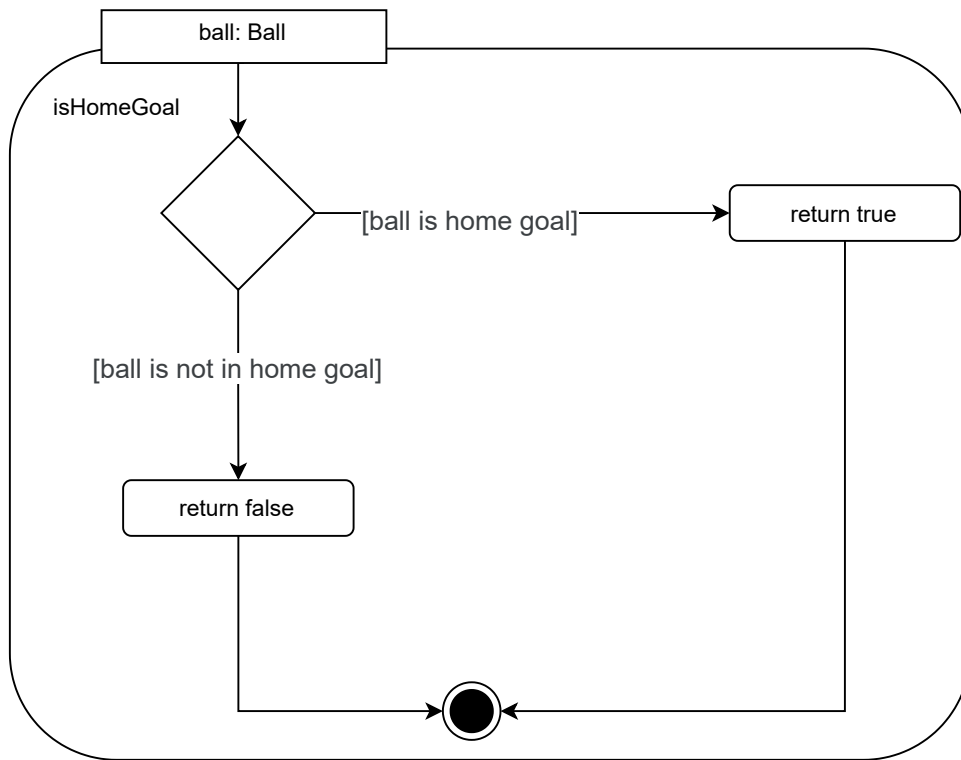 ball: Ball
isHomeGoal
[ball is home goal]
return true
[ball is not in home goal]
return false